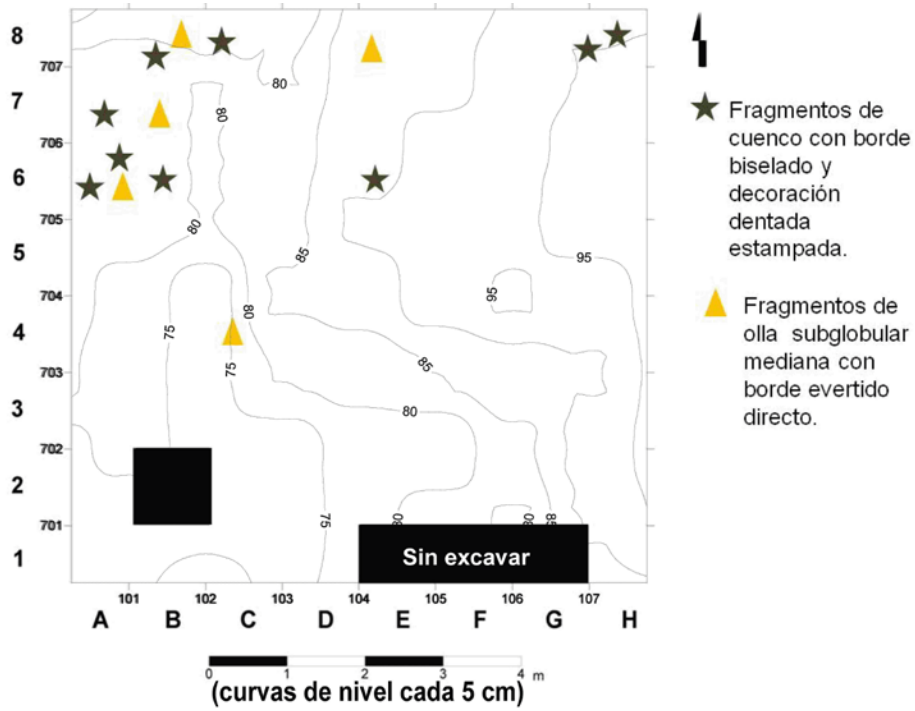 8
7
6
5
4
3
2
1
707
706
705
704
703
702
701
80
80
80
85
95
95
75
80
75
85
80
75
80
80
85
Sin excavar
101 102 103 104 105 106 107
A B C D E F G H
0 1 2 3 4 m
(curvas de nivel cada 5 cm)
Fragmentos de
cuenco con borde
biselado y
decoración
dentada
estampada.
Fragmentos de
olla subglobular
mediana con
borde evertido
directo.